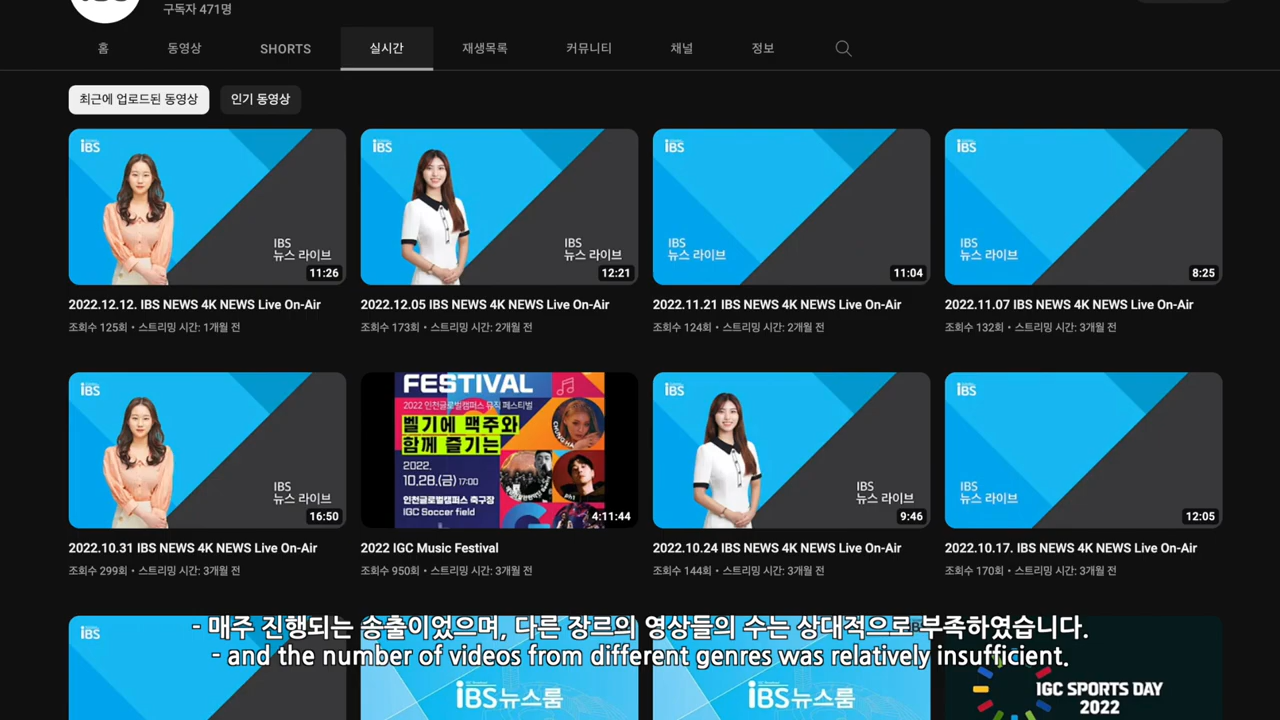 구독자 471명
홈
동영상
SHORTS
실시간
재생목록
커뮤니티
채널
정보
최근에 업로드된 동영상
인기 동영상
iBS
IBS
뉴스 라이브
11:26
iBS
IBS
뉴스 라이브
12:21
iBS
IBS
뉴스 라이브
11:04
iBS
IBS
뉴스 라이브
8:25
2022.12.12. IBS NEWS 4K NEWS Live On-Air
2022.12.05 IBS NEWS 4K NEWS Live On-Air
2022.11.21 IBS NEWS 4K NEWS Live On-Air
2022.11.07 IBS NEWS 4K NEWS Live On-Air
조회수 125회 • 스트리밍 시간: 1개월 전
조회수 173회 • 스트리밍 시간: 2개월 전
조회수 124회 • 스트리밍 시간: 2개월 전
조회수 132회 • 스트리밍 시간: 3개월 전
iBS
IBS
뉴스 라이브
16:50
FESTIVAL
2022 인천글로벌캠퍼스 뮤직 페스티벌
벨기에 맥주와
함께 즐기는
CHUNG HA
2022.
10.28.(금) 17:00
pH1
인천글로벌캠퍼스 축구장
IGC Soccer field
4:11:44
iBS
IBS
뉴스 라이브
9:46
iBS
IBS
뉴스 라이브
12:05
2022.10.31 IBS NEWS 4K NEWS Live On-Air
2022 IGC Music Festival
2022.10.24 IBS NEWS 4K NEWS Live On-Air
2022.10.17. IBS NEWS 4K NEWS Live On-Air
조회수 299회 • 스트리밍 시간: 3개월 전
조회수 950회 • 스트리밍 시간: 3개월 전
조회수 144회 • 스트리밍 시간: 3개월 전
조회수 170회 • 스트리밍 시간: 3개월 전
iBS
- 매주 진행되는 송출이었으며, 다른 장르의 영상들의 수는 상대적으로 부족하였습니다.
- and the number of videos from different genres was relatively insufficient.
iBS뉴스룸
iBS뉴스룸
IGC SPORTS DAY
2022